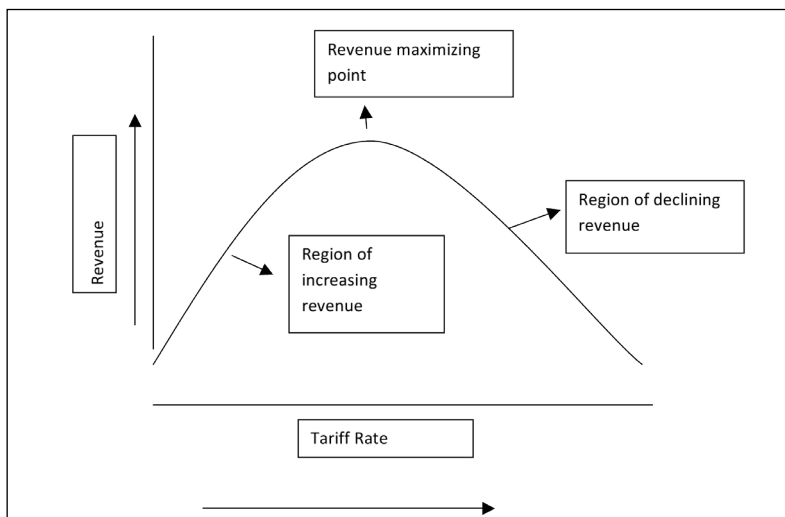 Revenue maximizing
point
Revenue
Region of declining
revenue
Region of
increasing
revenue
Tariff Rate